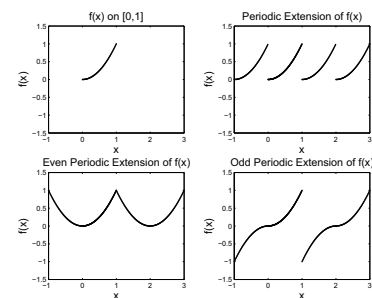 f(x) on [0,1]
1.5
1
0.5
0
−0.5
−1
−1.5
−1 0 1 2 3
x
f(x)
Periodic Extension of f(x)
1.5
1
0.5
0
−0.5
−1
−1.5
−1 0 1 2 3
x
f(x)
Even Periodic Extension of f(x)
1.5
1
0.5
0
−0.5
−1
−1.5
−1 0 1 2 3
x
f(x)
Odd Periodic Extension of f(x)
1.5
1
0.5
0
−0.5
−1
−1.5
−1 0 1 2 3
x
f(x)